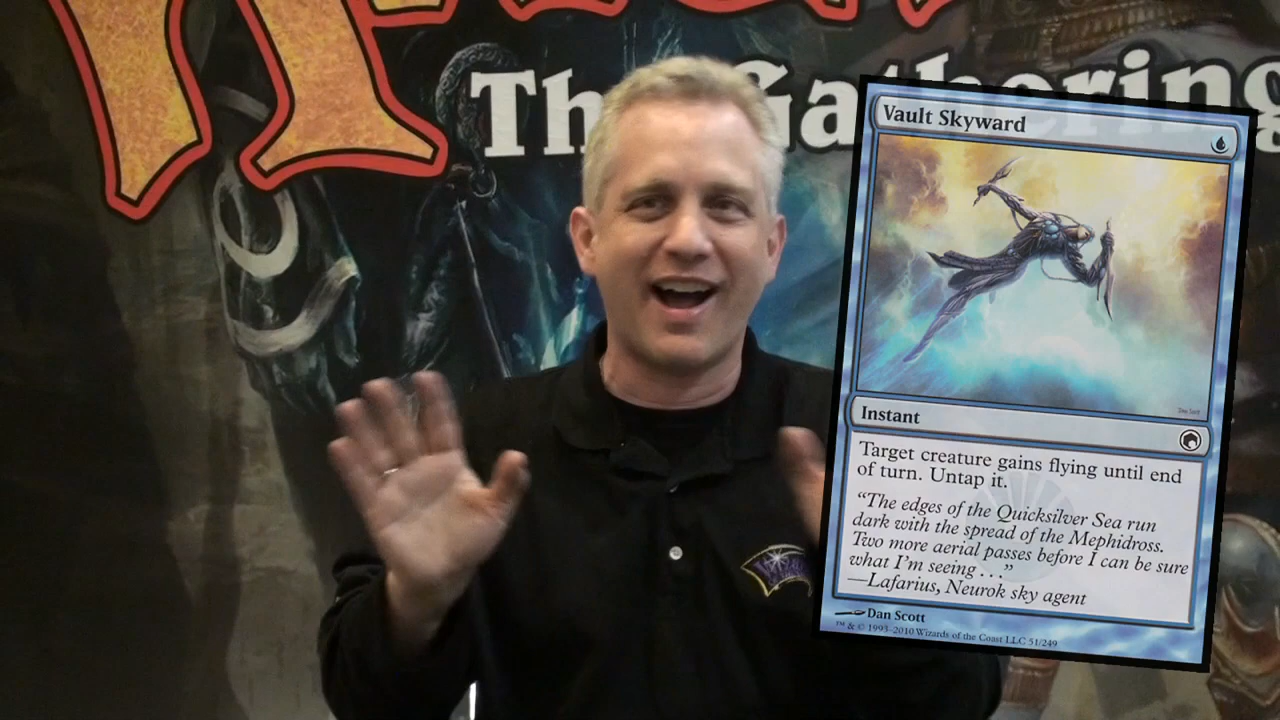 The Gathering
Vault Skyward
Dan Scott
Instant
Target creature gains flying until end
of turn. Untap it.
“The edges of the Quicksilver Sea run
dark with the spread of the Mephidross.
Two more aerial passes before I can be sure
what I'm seeing . . .”
—Lafarius, Neurok sky agent
Dan Scott
™ & © 1993–2010 Wizards of the Coast LLC 51/249